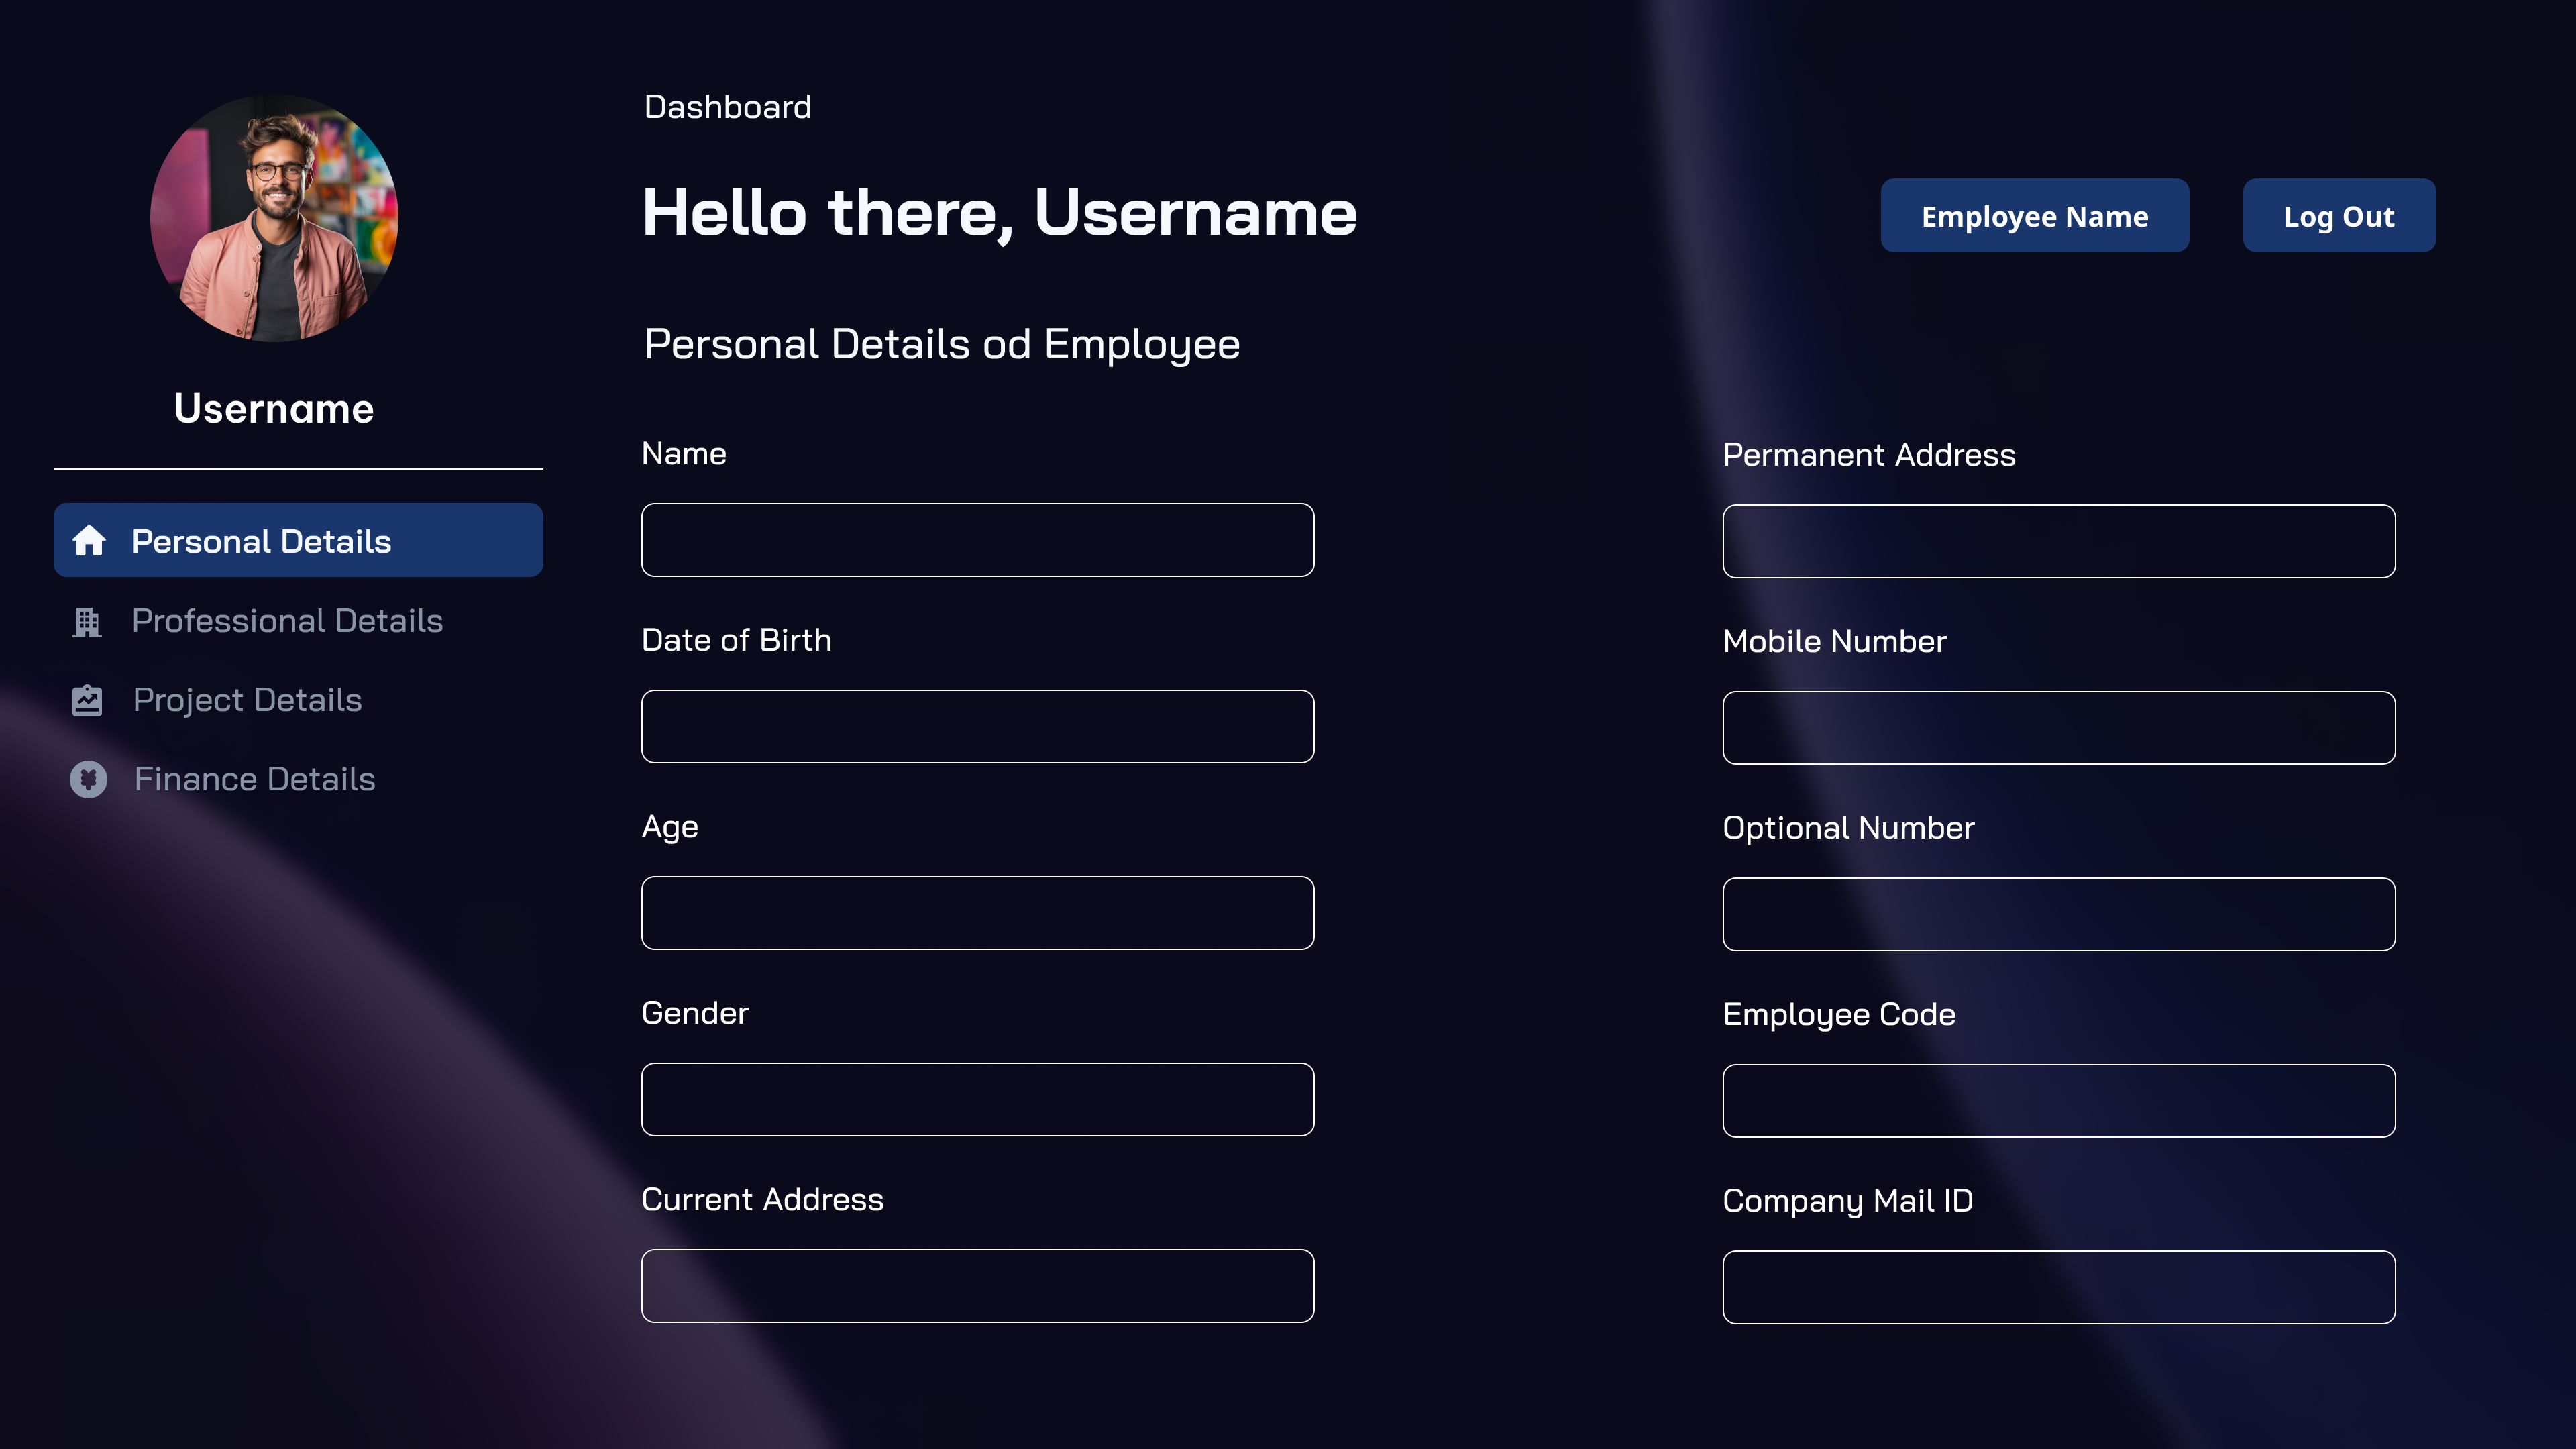 Dashboard
Hello there, Username
Employee Name
Log Out
Personal Details od Employee
Username
Personal Details
Professional Details
Project Details
Finance Details
Name
Date of Birth
Age
Gender
Current Address
Permanent Address
Mobile Number
Optional Number
Employee Code
Company Mail ID